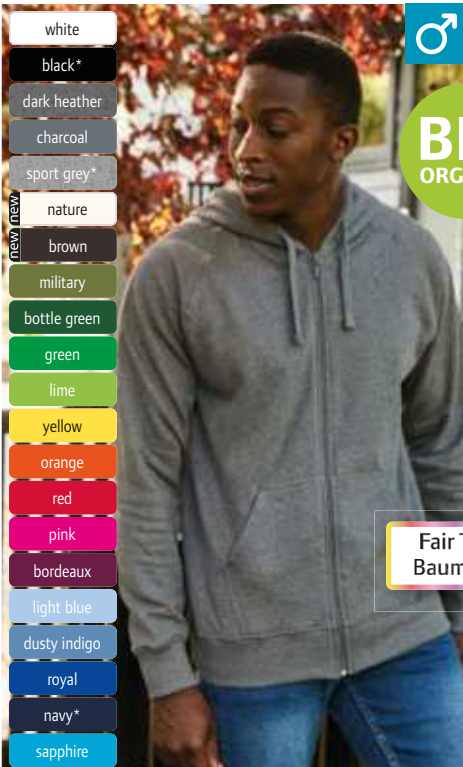 white
black*
dark heather
charcoal
sport grey*
new
nature
new
brown
military
bottle green
green
lime
yellow
orange
red
pink
bordeaux
light blue
dusty indigo
royal
navy*
sapphire
ORG
Fair
Baum